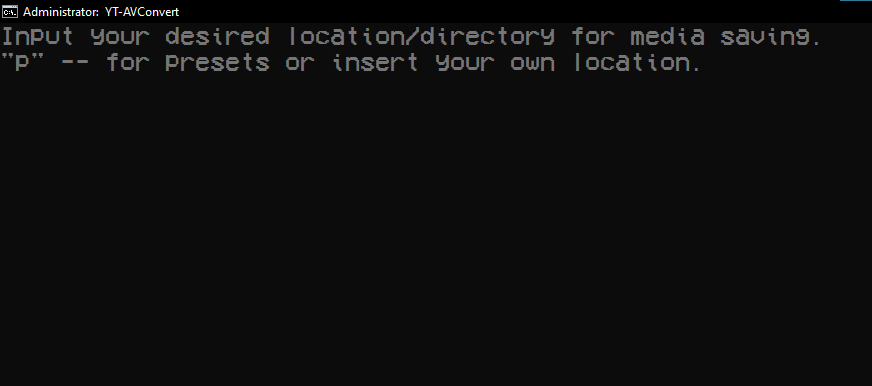 Administrator: YT-AVConvert
Input your desired location/directory for media saving.
"p" -- for presets or insert your own location.